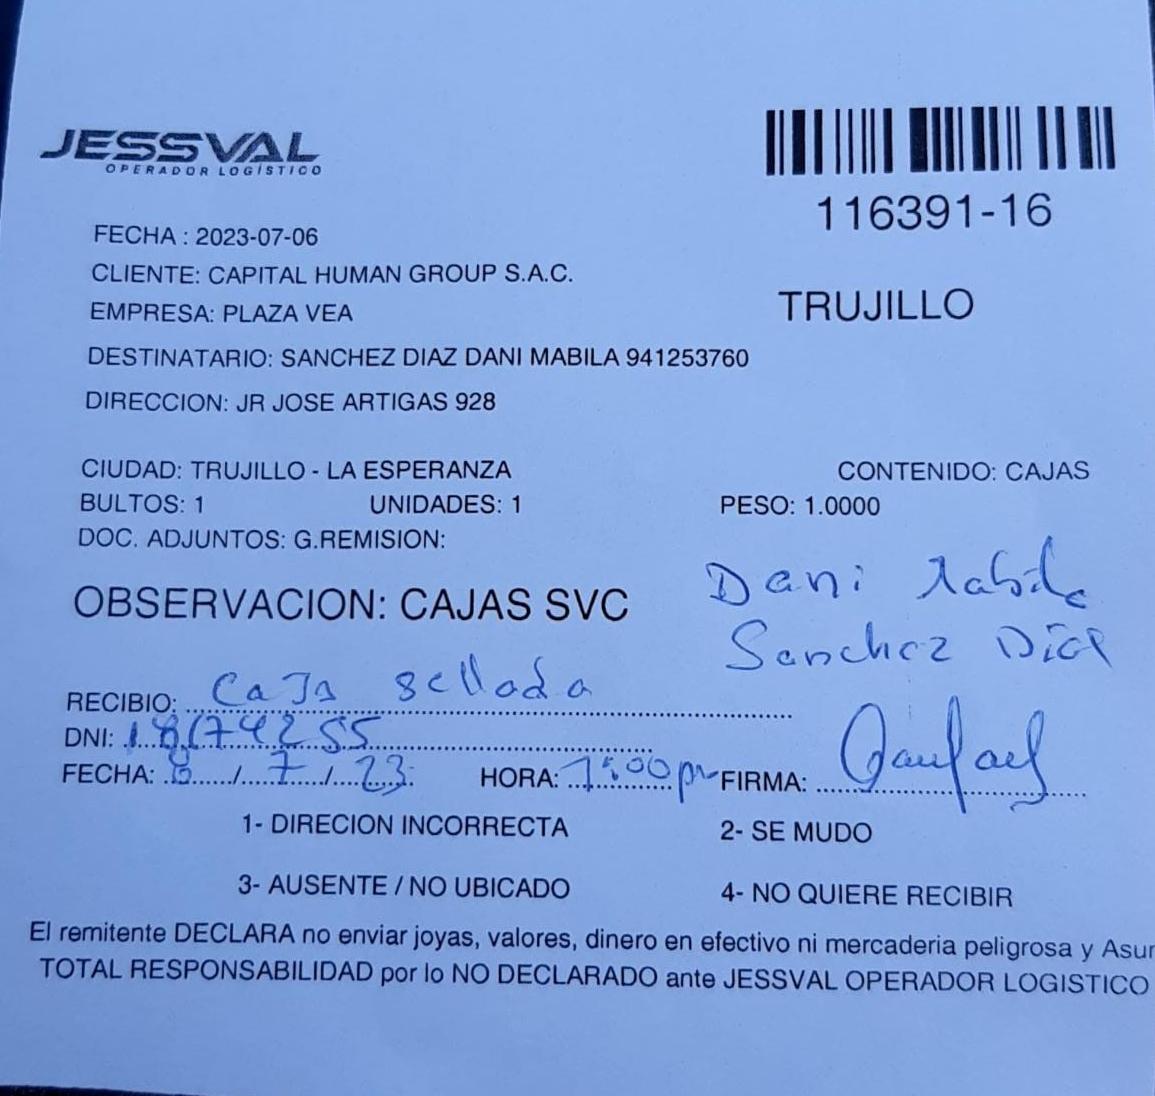 JESSVAL
OPERADOR LOGÍSTICO
116391-16
FECHA : 2023-07-06
CLIENTE: CAPITAL HUMAN GROUP S.A.C.
EMPRESA: PLAZA VEA
TRUJILLO
DESTINATARIO: SANCHEZ DIAZ DANI MABILA 941253760
DIRECCION: JR JOSE ARTIGAS 928
CIUDAD: TRUJILLO - LA ESPERANZA CONTENIDO: CAJAS
BULTOS: 1 UNIDADES: 1 PESO: 1.0000
DOC. ADJUNTOS: G.REMISION:
OBSERVACION: CAJAS SVC
Dani Mabila
Sanchez Díaz
RECIBIO: Caja sellada
DNI: 18174255
FECHA: 8/7/23 HORA: 1:00 pm FIRMA:
1- DIRECION INCORRECTA 2- SE MUDO
3- AUSENTE / NO UBICADO 4- NO QUIERE RECIBIR
El remitente DECLARA no enviar joyas, valores, dinero en efectivo ni mercaderia peligrosa y Asum
TOTAL RESPONSABILIDAD por lo NO DECLARADO ante JESSVAL OPERADOR LOGISTICO